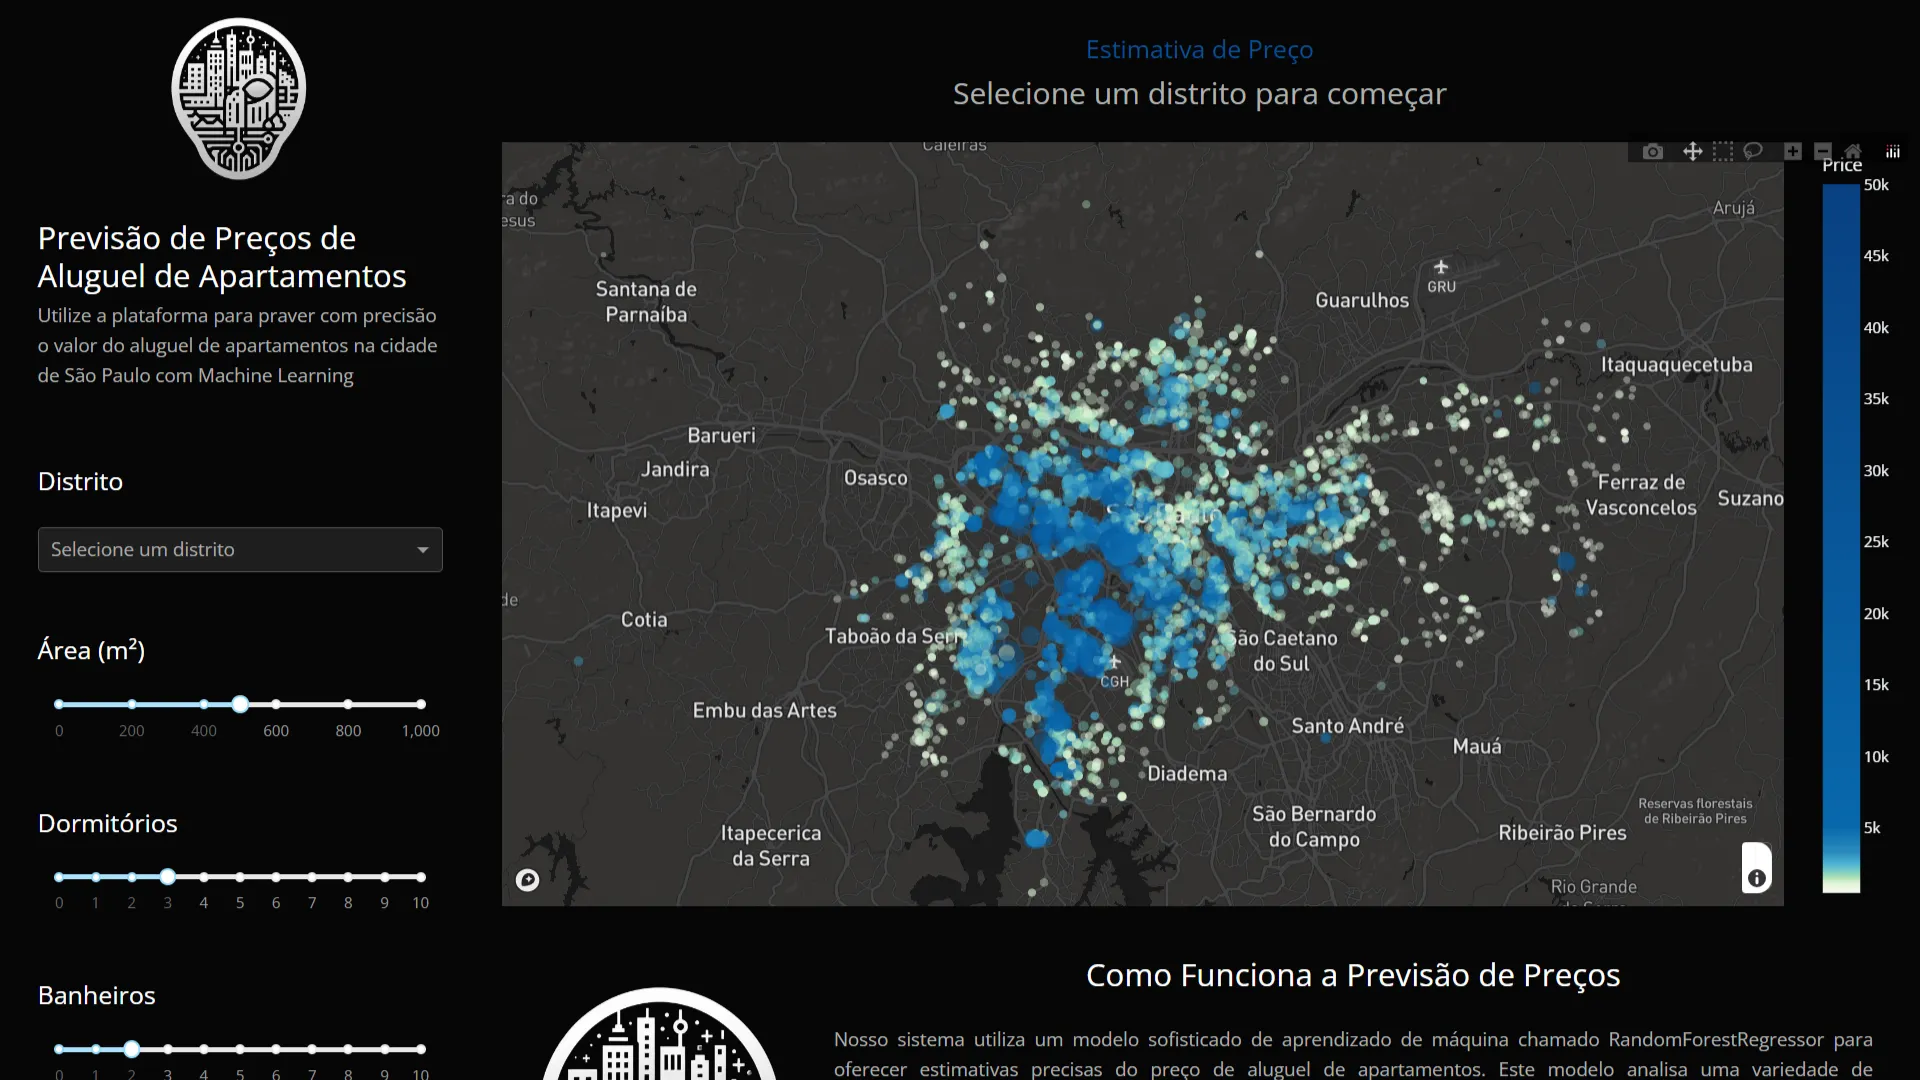 Previsão de Preços de
Aluguel de Apartamentos
Utilize a plataforma para praver com precisão
o valor do aluguel de apartamentos na cidade
de São Paulo com Machine Learning
Distrito
Selecione um distrito
Área (m²)
0 200 400 600 800 1,000
Dormitórios
0 1 2 3 4 5 6 7 8 9 10
Banheiros
0 1 2 3 4 5 6 7 8 9 10
Estimativa de Preço
Selecione um distrito para começar
Caieiras
ra do
esus
Arujá
GRU
Santana de
Parnaíba
Guarulhos
Itaquaquecetuba
Barueri
Jandira
Osasco
Itapevi
Ferraz de
Vasconcelos
Suzano
de
Cotia
Taboão da Serr
São Caetano
do Sul
CGH
Embu das Artes
Santo André
Mauá
Diadema
Reservas florestais
de Ribeirão Pires
São Bernardo
do Campo
Ribeirão Pires
Itapecerica
da Serra
Rio Grande
Price
50k
45k
40k
35k
30k
25k
20k
15k
10k
5k
Como Funciona a Previsão de Preços
Nosso sistema utiliza um modelo sofisticado de aprendizado de máquina chamado RandomForestRegressor para
oferecer estimativas precisas do preço de aluguel de apartamentos. Este modelo analisa uma variedade de